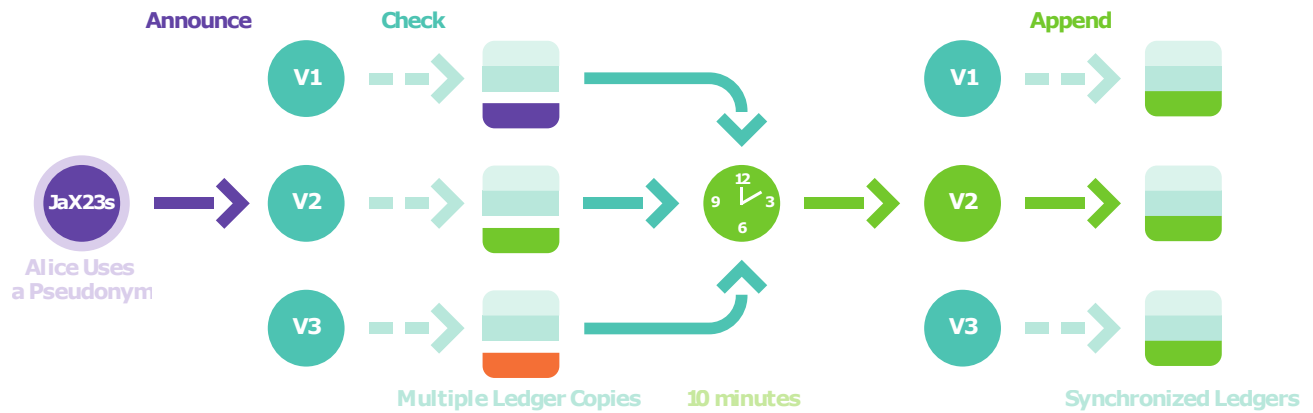 Announce
Check
Append
V1
V1
JaX23s
V2
12
9
3
6
V2
Alice Uses
a Pseudonym
V3
V3
Multiple Ledger Copies
10 minutes
Synchronized Ledgers